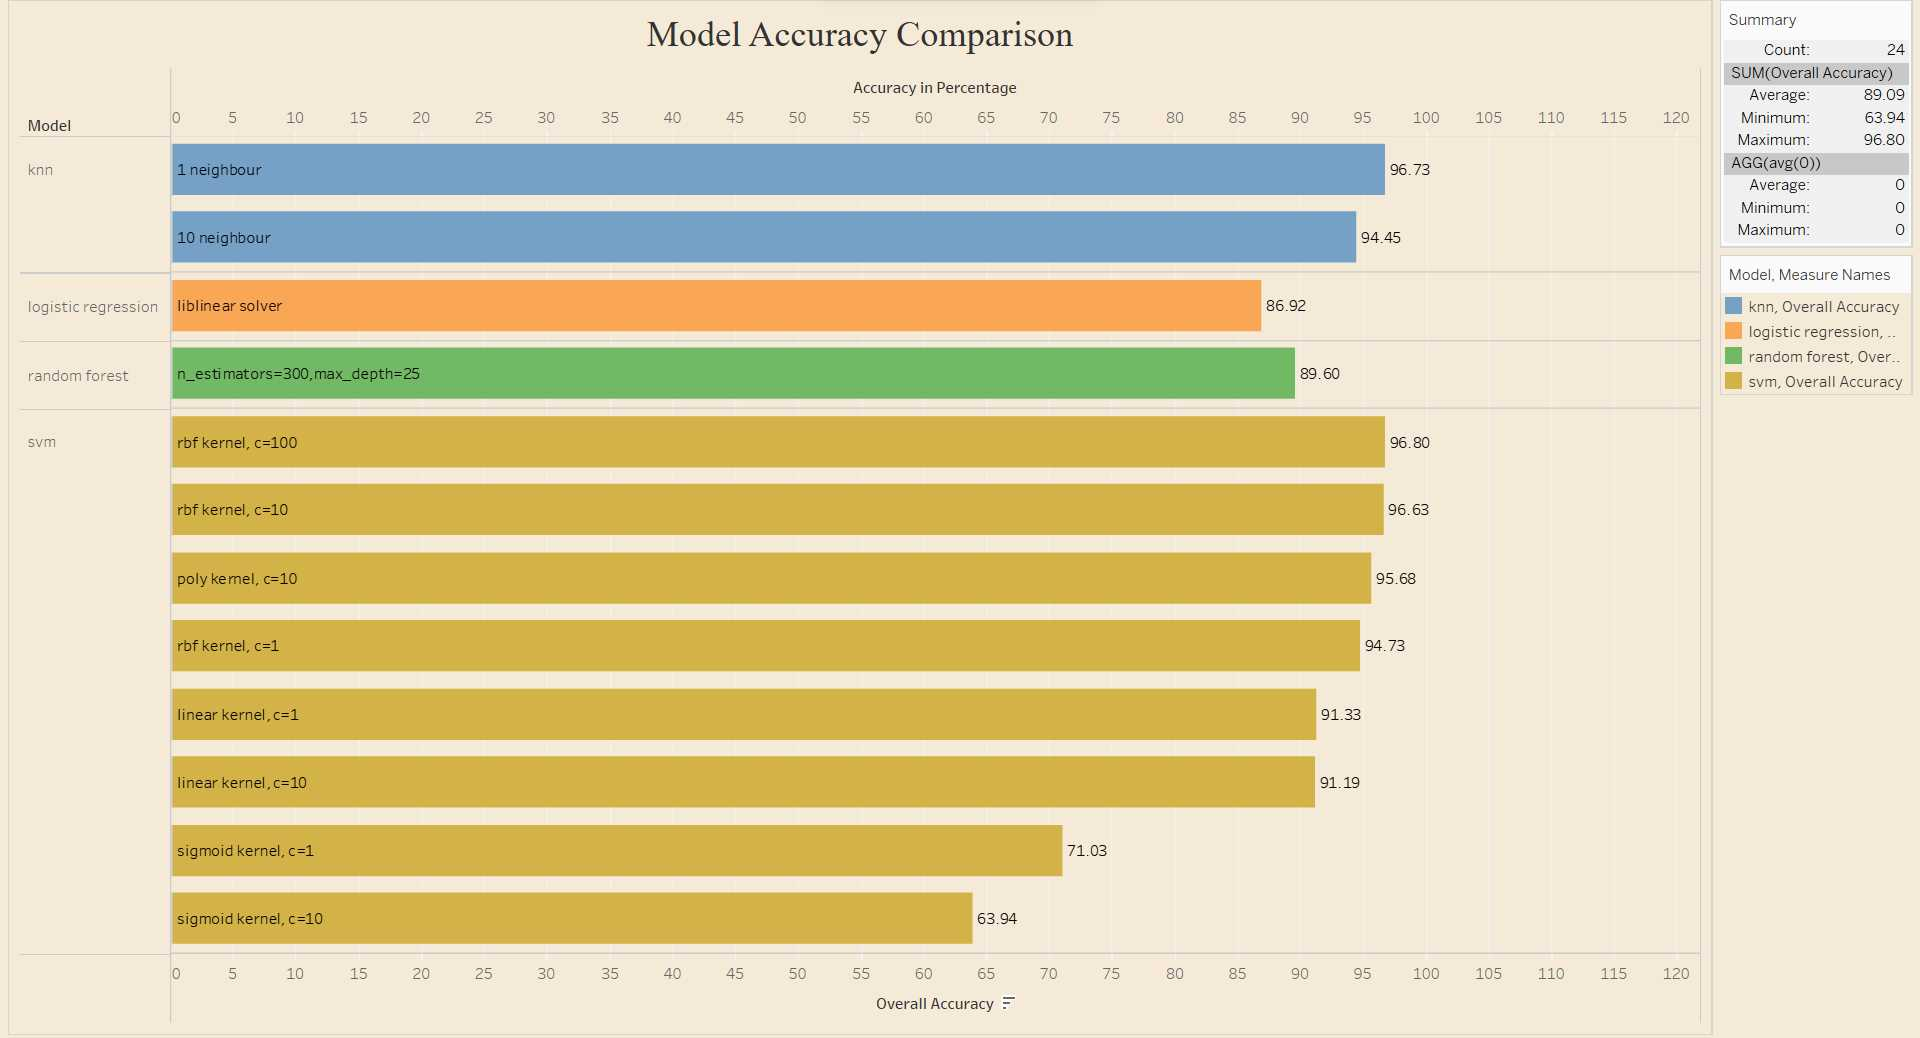 Model Accuracy Comparison
Accuracy in Percentage
Model
0 5 10 15 20 25 30 35 40 45 50 55 60 65 70 75 80 85 90 95 100 105 110 115 120
knn
1 neighbour 96.73
10 neighbour 94.45
logistic regression liblinear solver 86.92
random forest n_estimators=300,max_depth=25 89.60
svm rbf kernel, c=100 96.80
rbf kernel, c=10 96.63
poly kernel, c=10 95.68
rbf kernel, c=1 94.73
linear kernel, c=1 91.33
linear kernel, c=10 91.19
sigmoid kernel, c=1 71.03
sigmoid kernel, c=10 63.94
0 5 10 15 20 25 30 35 40 45 50 55 60 65 70 75 80 85 90 95 100 105 110 115 120
Overall Accuracy
Summary
Count: 24
SUM(Overall Accuracy)
Average: 89.09
Minimum: 63.94
Maximum: 96.80
AGG(avg(0))
Average: 0
Minimum: 0
Maximum: 0
Model, Measure Names
knn, Overall Accuracy
logistic regression, ..
random forest, Over..
svm, Overall Accuracy